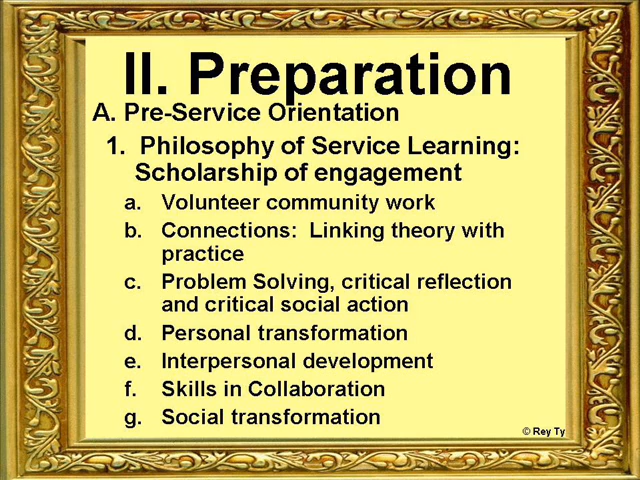 II. Preparation
A. Pre-Service Orientation
1. Philosophy of Service Learning:
Scholarship of engagement
a. Volunteer community work
b. Connections: Linking theory with
practice
c. Problem Solving, critical reflection
and critical social action
d. Personal transformation
e. Interpersonal development
f. Skills in Collaboration
g. Social transformation
© Rey Ty